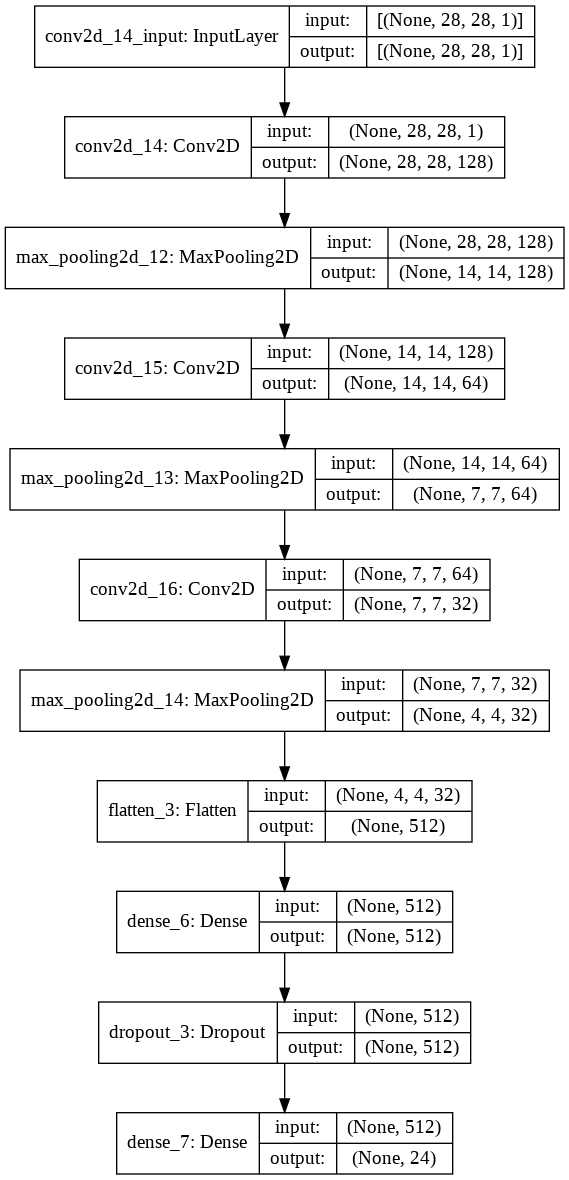 conv2d_14_input: InputLayer
input: [(None, 28, 28, 1)]
output: [(None, 28, 28, 1)]
conv2d_14: Conv2D
input: (None, 28, 28, 1)
output: (None, 28, 28, 128)
max_pooling2d_12: MaxPooling2D
input: (None, 28, 28, 128)
output: (None, 14, 14, 128)
conv2d_15: Conv2D
input: (None, 14, 14, 128)
output: (None, 14, 14, 64)
max_pooling2d_13: MaxPooling2D
input: (None, 14, 14, 64)
output: (None, 7, 7, 64)
conv2d_16: Conv2D
input: (None, 7, 7, 64)
output: (None, 7, 7, 32)
max_pooling2d_14: MaxPooling2D
input: (None, 7, 7, 32)
output: (None, 4, 4, 32)
flatten_3: Flatten
input: (None, 4, 4, 32)
output: (None, 512)
dense_6: Dense
input: (None, 512)
output: (None, 512)
dropout_3: Dropout
input: (None, 512)
output: (None, 512)
dense_7: Dense
input: (None, 512)
output: (None, 24)